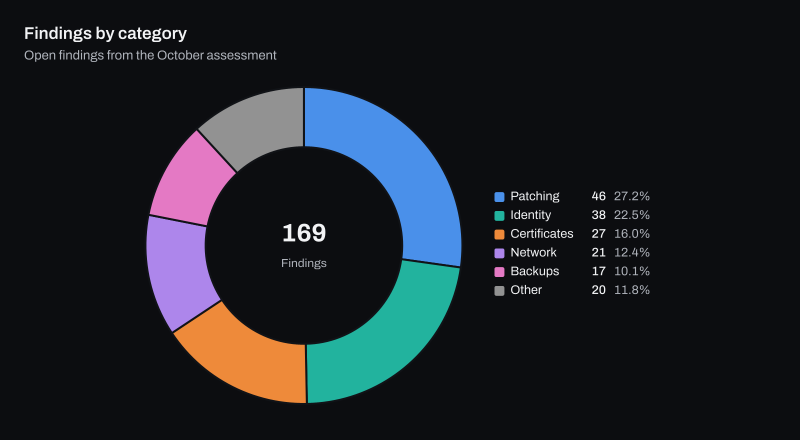 Findings by category
Open findings from the October assessment
169
Findings
Patching 46 27.2%
Identity 38 22.5%
Certificates 27 16.0%
Network 21 12.4%
Backups 17 10.1%
Other 20 11.8%